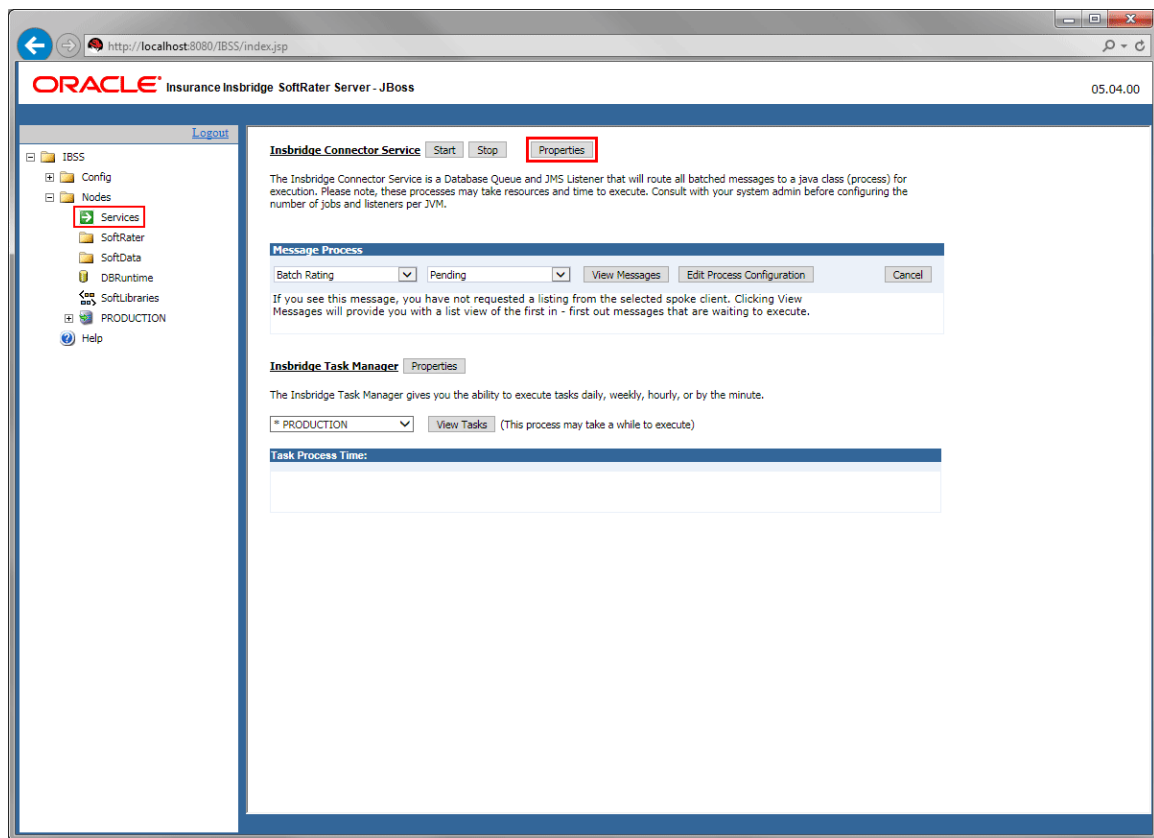 http://localhost:8080/IBSS/index.jsp
ORACLE® Insurance Insbridge SoftRater Server - JBoss
05.04.00
Logout
IBSS
Config
Nodes
Services
SoftRater
SoftData
DBRuntime
SoftLibraries
PRODUCTION
Help
Insbridge Connector Service Start Stop Properties
The Insbridge Connector Service is a Database Queue and JMS Listener that will route all batched messages to a java class (process) for
execution. Please note, these processes may take resources and time to execute. Consult with your system admin before configuring the
number of jobs and listeners per JVM.
Message Process
Batch Rating Pending View Messages Edit Process Configuration Cancel
If you see this message, you have not requested a listing from the selected spoke client. Clicking View
Messages will provide you with a list view of the first in - first out messages that are waiting to execute.
Insbridge Task Manager Properties
The Insbridge Task Manager gives you the ability to execute tasks daily, weekly, hourly, or by the minute.
* PRODUCTION View Tasks (This process may take a while to execute)
Task Process Time: